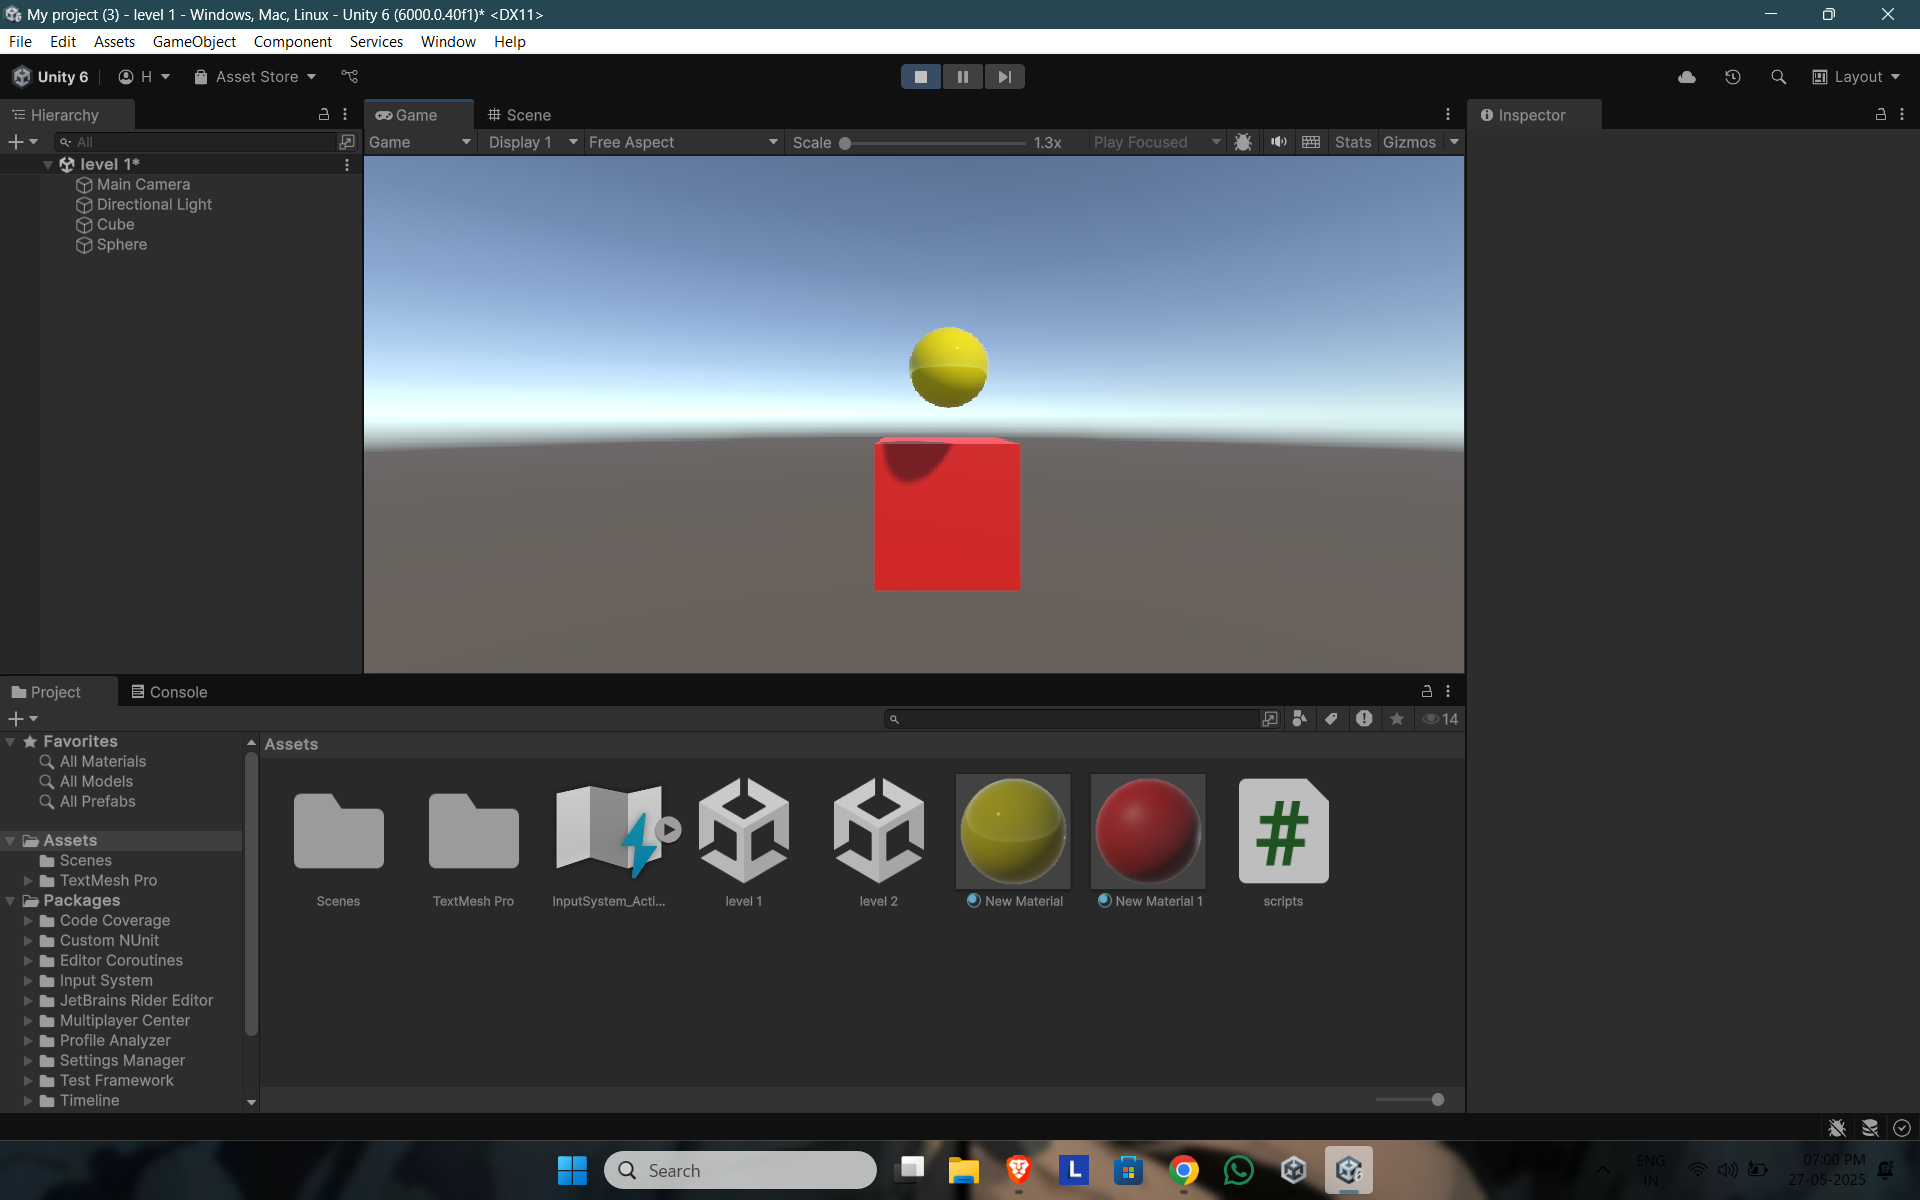 My project (3) - level 1 - Windows, Mac, Linux - Unity 6 (6000.0.40f1)* <DX11>
File Edit Assets GameObject Component Services Window Help
Unity 6 H Asset Store Layout
Hierarchy Game Scene Inspector
All Game Display 1 Free Aspect Scale 1.3x Play Focused Stats Gizmos
level 1*
Main Camera
Directional Light
Cube
Sphere
Project Console
14
Favorites Assets
All Materials
All Models
All Prefabs
Assets
Scenes
TextMesh Pro
Packages
Code Coverage
Custom NUnit
Editor Coroutines
Input System
JetBrains Rider Editor
Multiplayer Center
Profile Analyzer
Settings Manager
Test Framework
Timeline
#
Scenes TextMesh Pro InputSystem_Acti... level 1 level 2 New Material New Material 1 scripts
Search L 6
ENG
IN
07:00 PM
27-05-2025